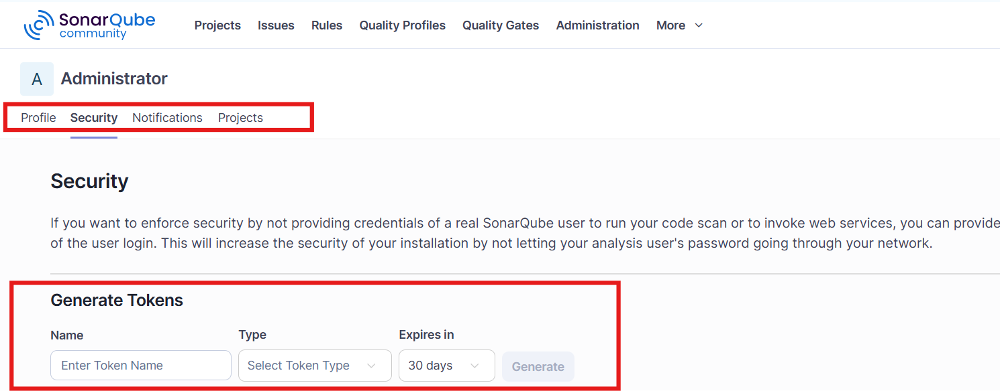 SonarQube
community
Projects Issues Rules Quality Profiles Quality Gates Administration More
A Administrator
Profile Security Notifications Projects
Security
If you want to enforce security by not providing credentials of a real SonarQube user to run your code scan or to invoke web services, you can provide
of the user login. This will increase the security of your installation by not letting your analysis user's password going through your network.
Generate Tokens
Name Type Expires in
Enter Token Name Select Token Type 30 days Generate